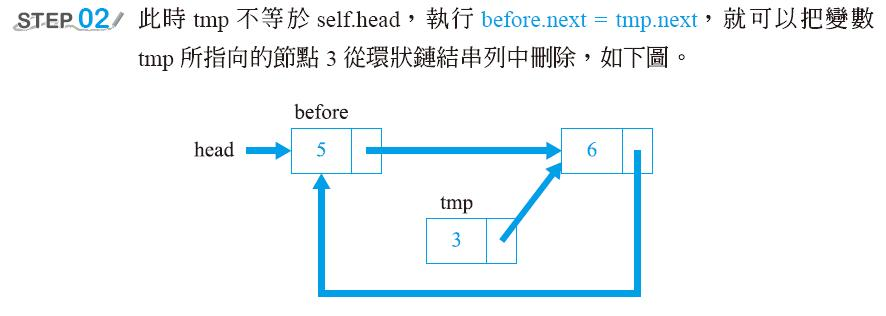 STEP 02 此時 tmp 不等於 self.head，執行 before.next = tmp.next，就可以把變數
tmp 所指向的節點 3 從環狀鏈結串列中刪除，如下圖。
before
head
5
6
tmp
3